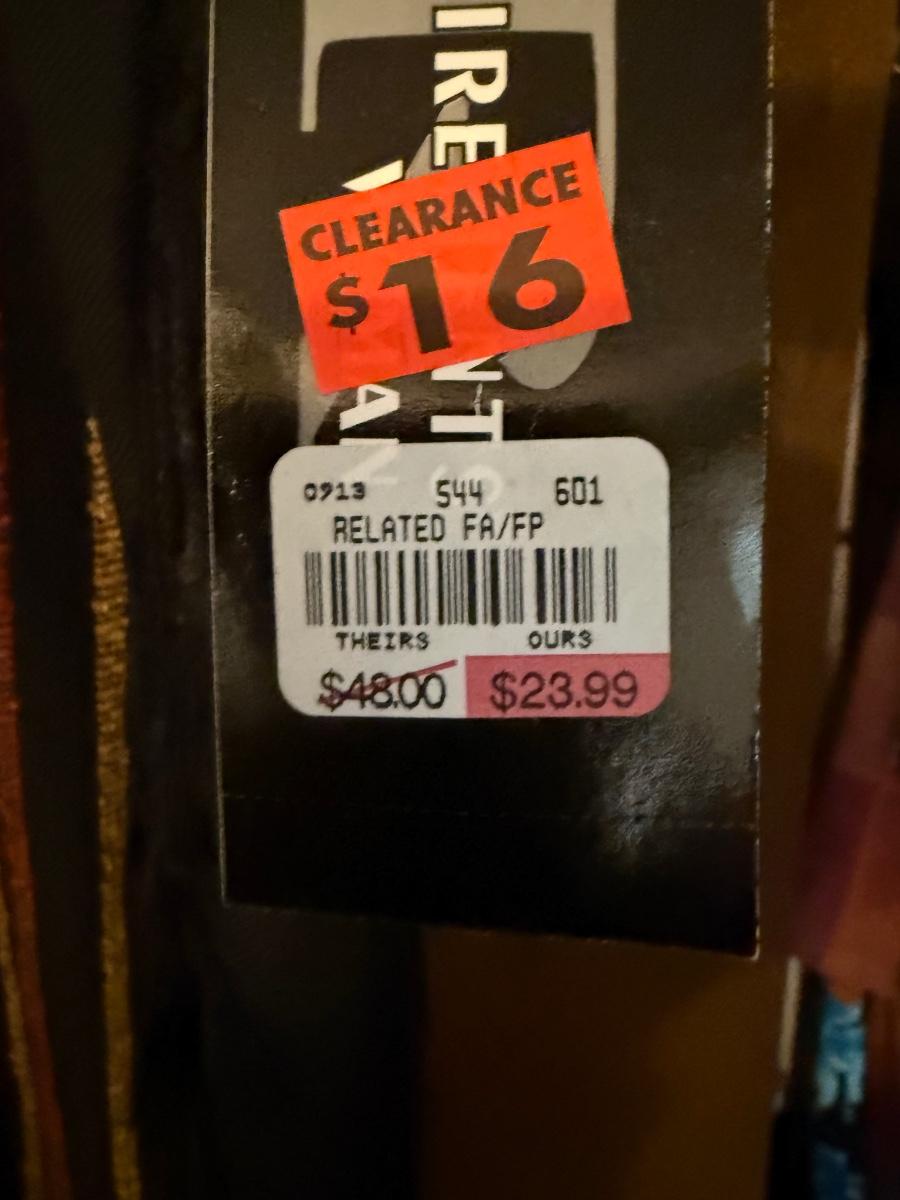 CLEARANCE
$16
0913 544 601
RELATED FA/FP
THEIRS OURS
$48.00 $23.99